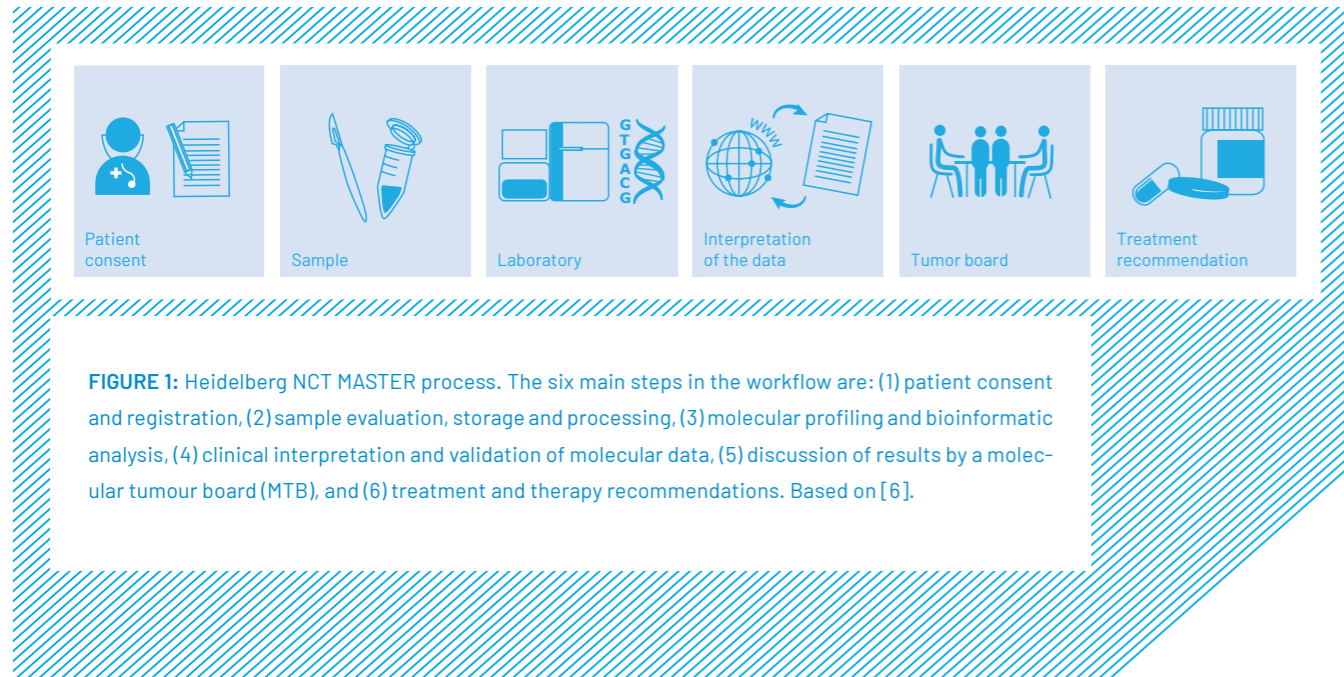 G
T
G
A
C
G
WWW
Patient
consent
Sample
Laboratory
Interpretation
of the data
Tumor board
Treatment
recommendation
FIGURE 1: Heidelberg NCT MASTER process. The six main steps in the workflow are: (1) patient consent
and registration, (2) sample evaluation, storage and processing, (3) molecular profiling and bioinformatic
analysis, (4) clinical interpretation and validation of molecular data, (5) discussion of results by a molec-
ular tumour board (MTB), and (6) treatment and therapy recommendations. Based on [6].